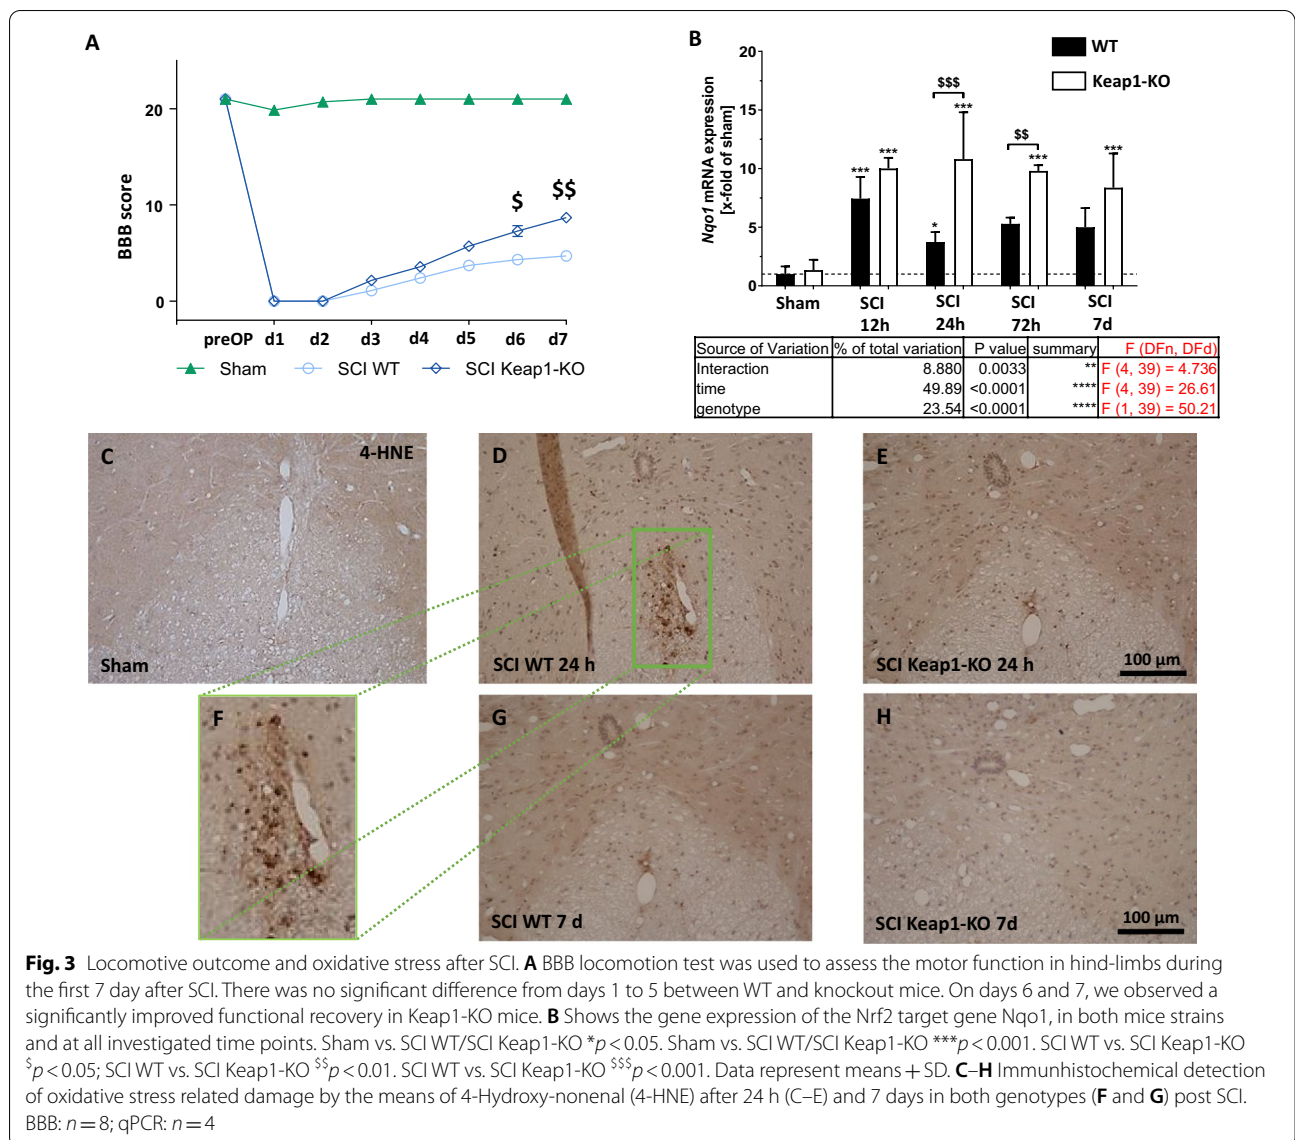 A
BBB score
20
10
0
$
$$
preOP d1 d2 d3 d4 d5 d6 d7
Sham SCI WT SCI Keap1-KO
B
Nqo1 mRNA expression
[x-fold of sham]
20
15
10
5
0
WT
Keap1-KO
*** ***
* *** $$$
*** $$
***
Sham SCI SCI SCI SCI
12h 24h 72h 7d
Source of Variation % of total variation P value summary F (DFn, DFd)
Interaction 8.880 0.0033 ** F (4, 39) = 4.736
time 49.89 <0.0001 **** F (4, 39) = 26.61
genotype 23.54 <0.0001 **** F (1, 39) = 50.21
C 4-HNE
Sham
D
SCI WT 24 h
E
SCI Keap1-KO 24 h
100 µm
F
G
SCI WT 7 d
H
SCI Keap1-KO 7d
100 µm
Fig. 3 Locomotive outcome and oxidative stress after SCI. A BBB locomotion test was used to assess the motor function in hind-limbs during
the first 7 day after SCI. There was no significant difference from days 1 to 5 between WT and knockout mice. On days 6 and 7, we observed a
significantly improved functional recovery in Keap1-KO mice. B Shows the gene expression of the Nrf2 target gene Nqo1, in both mice strains
and at all investigated time points. Sham vs. SCI WT/SCI Keap1-KO *p < 0.05. Sham vs. SCI WT/SCI Keap1-KO ***p < 0.001. SCI WT vs. SCI Keap1-KO
$p < 0.05; SCI WT vs. SCI Keap1-KO $$p < 0.01. SCI WT vs. SCI Keap1-KO $$$p < 0.001. Data represent means + SD. C–H Immunhistochemical detection
of oxidative stress related damage by the means of 4-Hydroxy-nonenal (4-HNE) after 24 h (C–E) and 7 days in both genotypes (F and G) post SCI.
BBB: n = 8; qPCR: n = 4